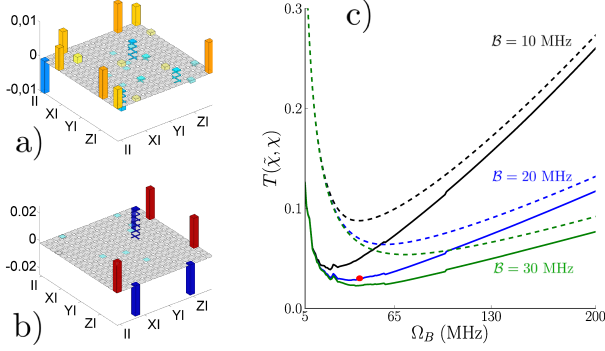 0,01
0
-0,01
II
XI
YI
ZI
II
XI
YI
ZI
a)
0.02
0
-0.02
II
XI
YI
ZI
II
XI
YI
ZI
b)
c)
0.3
0.2
0.1
0.0
T(χ̃, χ)
ℬ = 10 MHz
ℬ = 20 MHz
ℬ = 30 MHz
5
65
130
200
Ω_B (MHz)